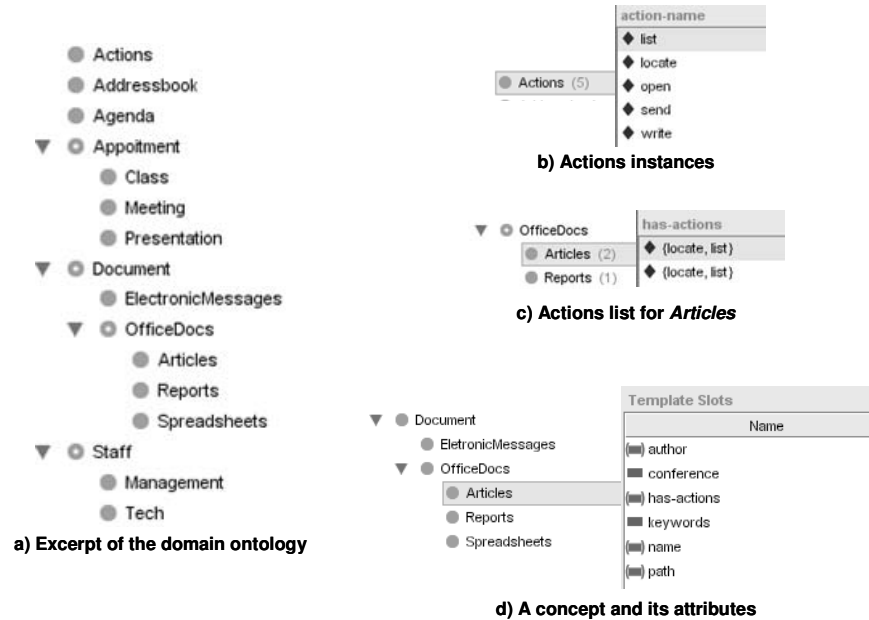 Actions
Addressbook
Agenda
Appoitment
Class
Meeting
Presentation
Document
ElectronicMessages
OfficeDocs
Articles
Reports
Spreadsheets
Staff
Management
Tech
a) Excerpt of the domain ontology
action-name
list
Actions (5)
locate
open
send
write
b) Actions instances
has-actions
OfficeDocs
Articles (2)
{locate, list}
Reports (1)
{locate, list}
c) Actions list for Articles
Template Slots
Name
Document
EletronicMessages
OfficeDocs
Articles
Reports
Spreadsheets
author
conference
has-actions
keywords
name
path
d) A concept and its attributes